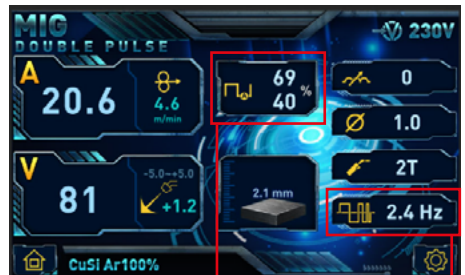 MIG
DOUBLE PULSE
230V
A
20.6
4.6
m/min
69
40
%
0
1.0
V
81
-5.0~+5.0
+1.2
2.1 mm
2T
2.4 Hz
CuSi Ar100%